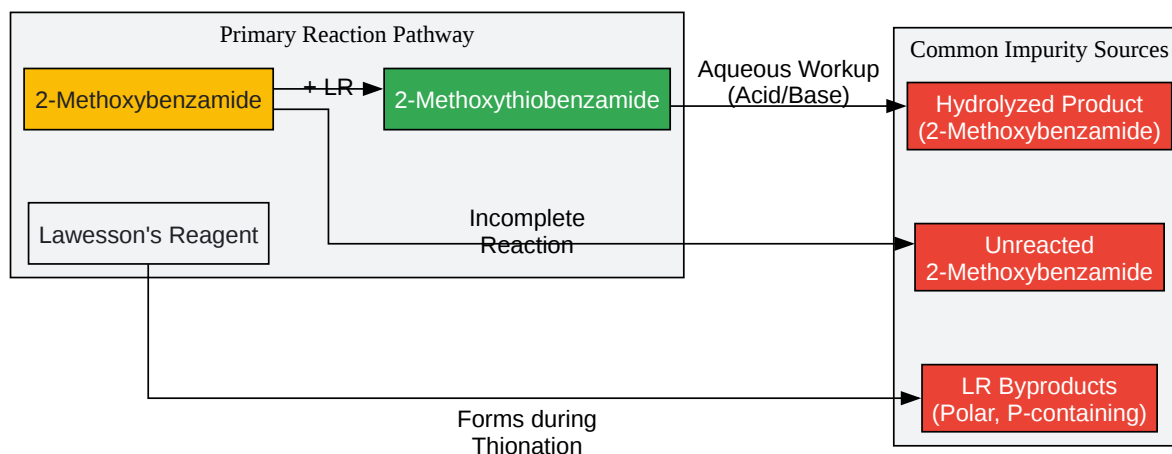 Primary Reaction Pathway
Common Impurity Sources
2-Methoxybenzamide
+ LR
2-Methoxythiobenzamide
Aqueous Workup
(Acid/Base)
Hydrolyzed Product
(2-Methoxybenzamide)
Lawesson's Reagent
Incomplete
Reaction
Unreacted
2-Methoxybenzamide
Forms during
Thionation
LR Byproducts
(Polar, P-containing)